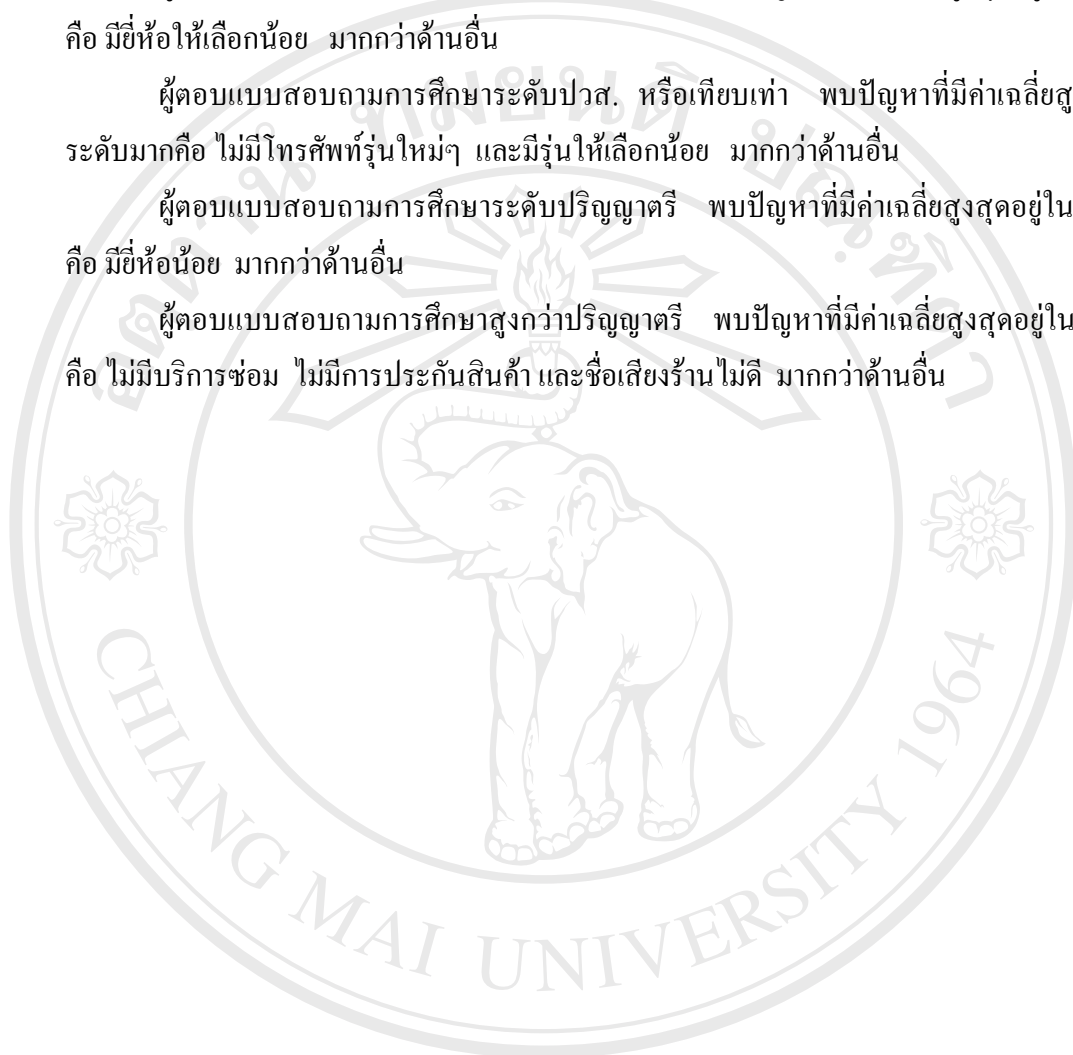 คือ มียี่ห้อให้เลือกน้อย มากกว่าด้านอื่น
ผู้ตอบแบบสอบถามการศึกษาระดับปวส. หรือเทียบเท่า พบปัญหาที่มีค่าเฉลี่ยสู
ระดับมากคือ ไม่มีโทรศัพท์รุ่นใหม่ๆ และมีรุ่นให้เลือกน้อย มากกว่าด้านอื่น
ผู้ตอบแบบสอบถามการศึกษาระดับปริญญาตรี พบปัญหาที่มีค่าเฉลี่ยสูงสุดอยู่ใน
คือ มียี่ห้อน้อย มากกว่าด้านอื่น
ผู้ตอบแบบสอบถามการศึกษาสูงกว่าปริญญาตรี พบปัญหาที่มีค่าเฉลี่ยสูงสุดอยู่ใน
คือ ไม่มีบริการซ่อม ไม่มีการประกันสินค้า และชื่อเสียงร้านไม่ดี มากกว่าด้านอื่น
CHIANG MAI UNIVERSITY 1964